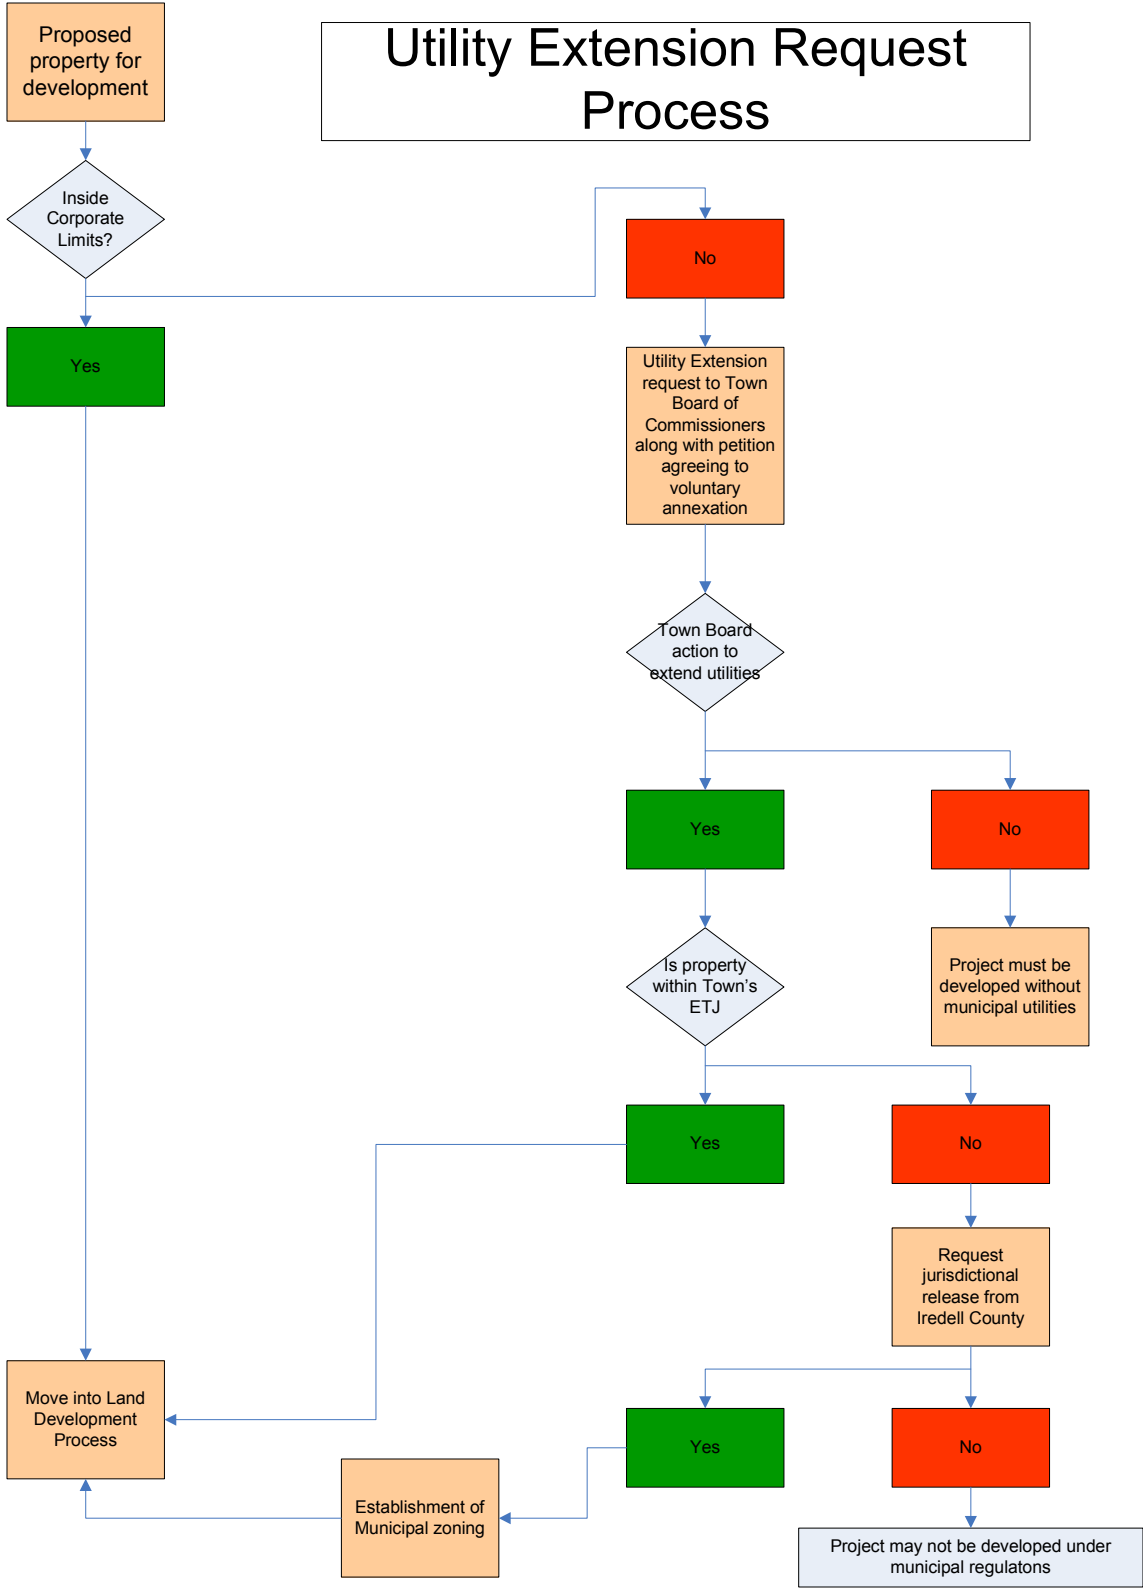 Proposed
property for
development
Utility Extension Request
Process
Inside
Corporate
Limits?
No
Yes
Utility Extension
request to Town
Board of
Commissioners
along with petition
agreeing to
voluntary
annexation
Town Board
action to
extend utilities
Yes
No
Is property
within Town's
ETJ
Project must be
developed without
municipal utilities
Yes
No
Request
jurisdictional
release from
Iredell County
Move into Land
Development
Process
Yes
No
Establishment of
Municipal zoning
Project may not be developed under
municipal regulatons